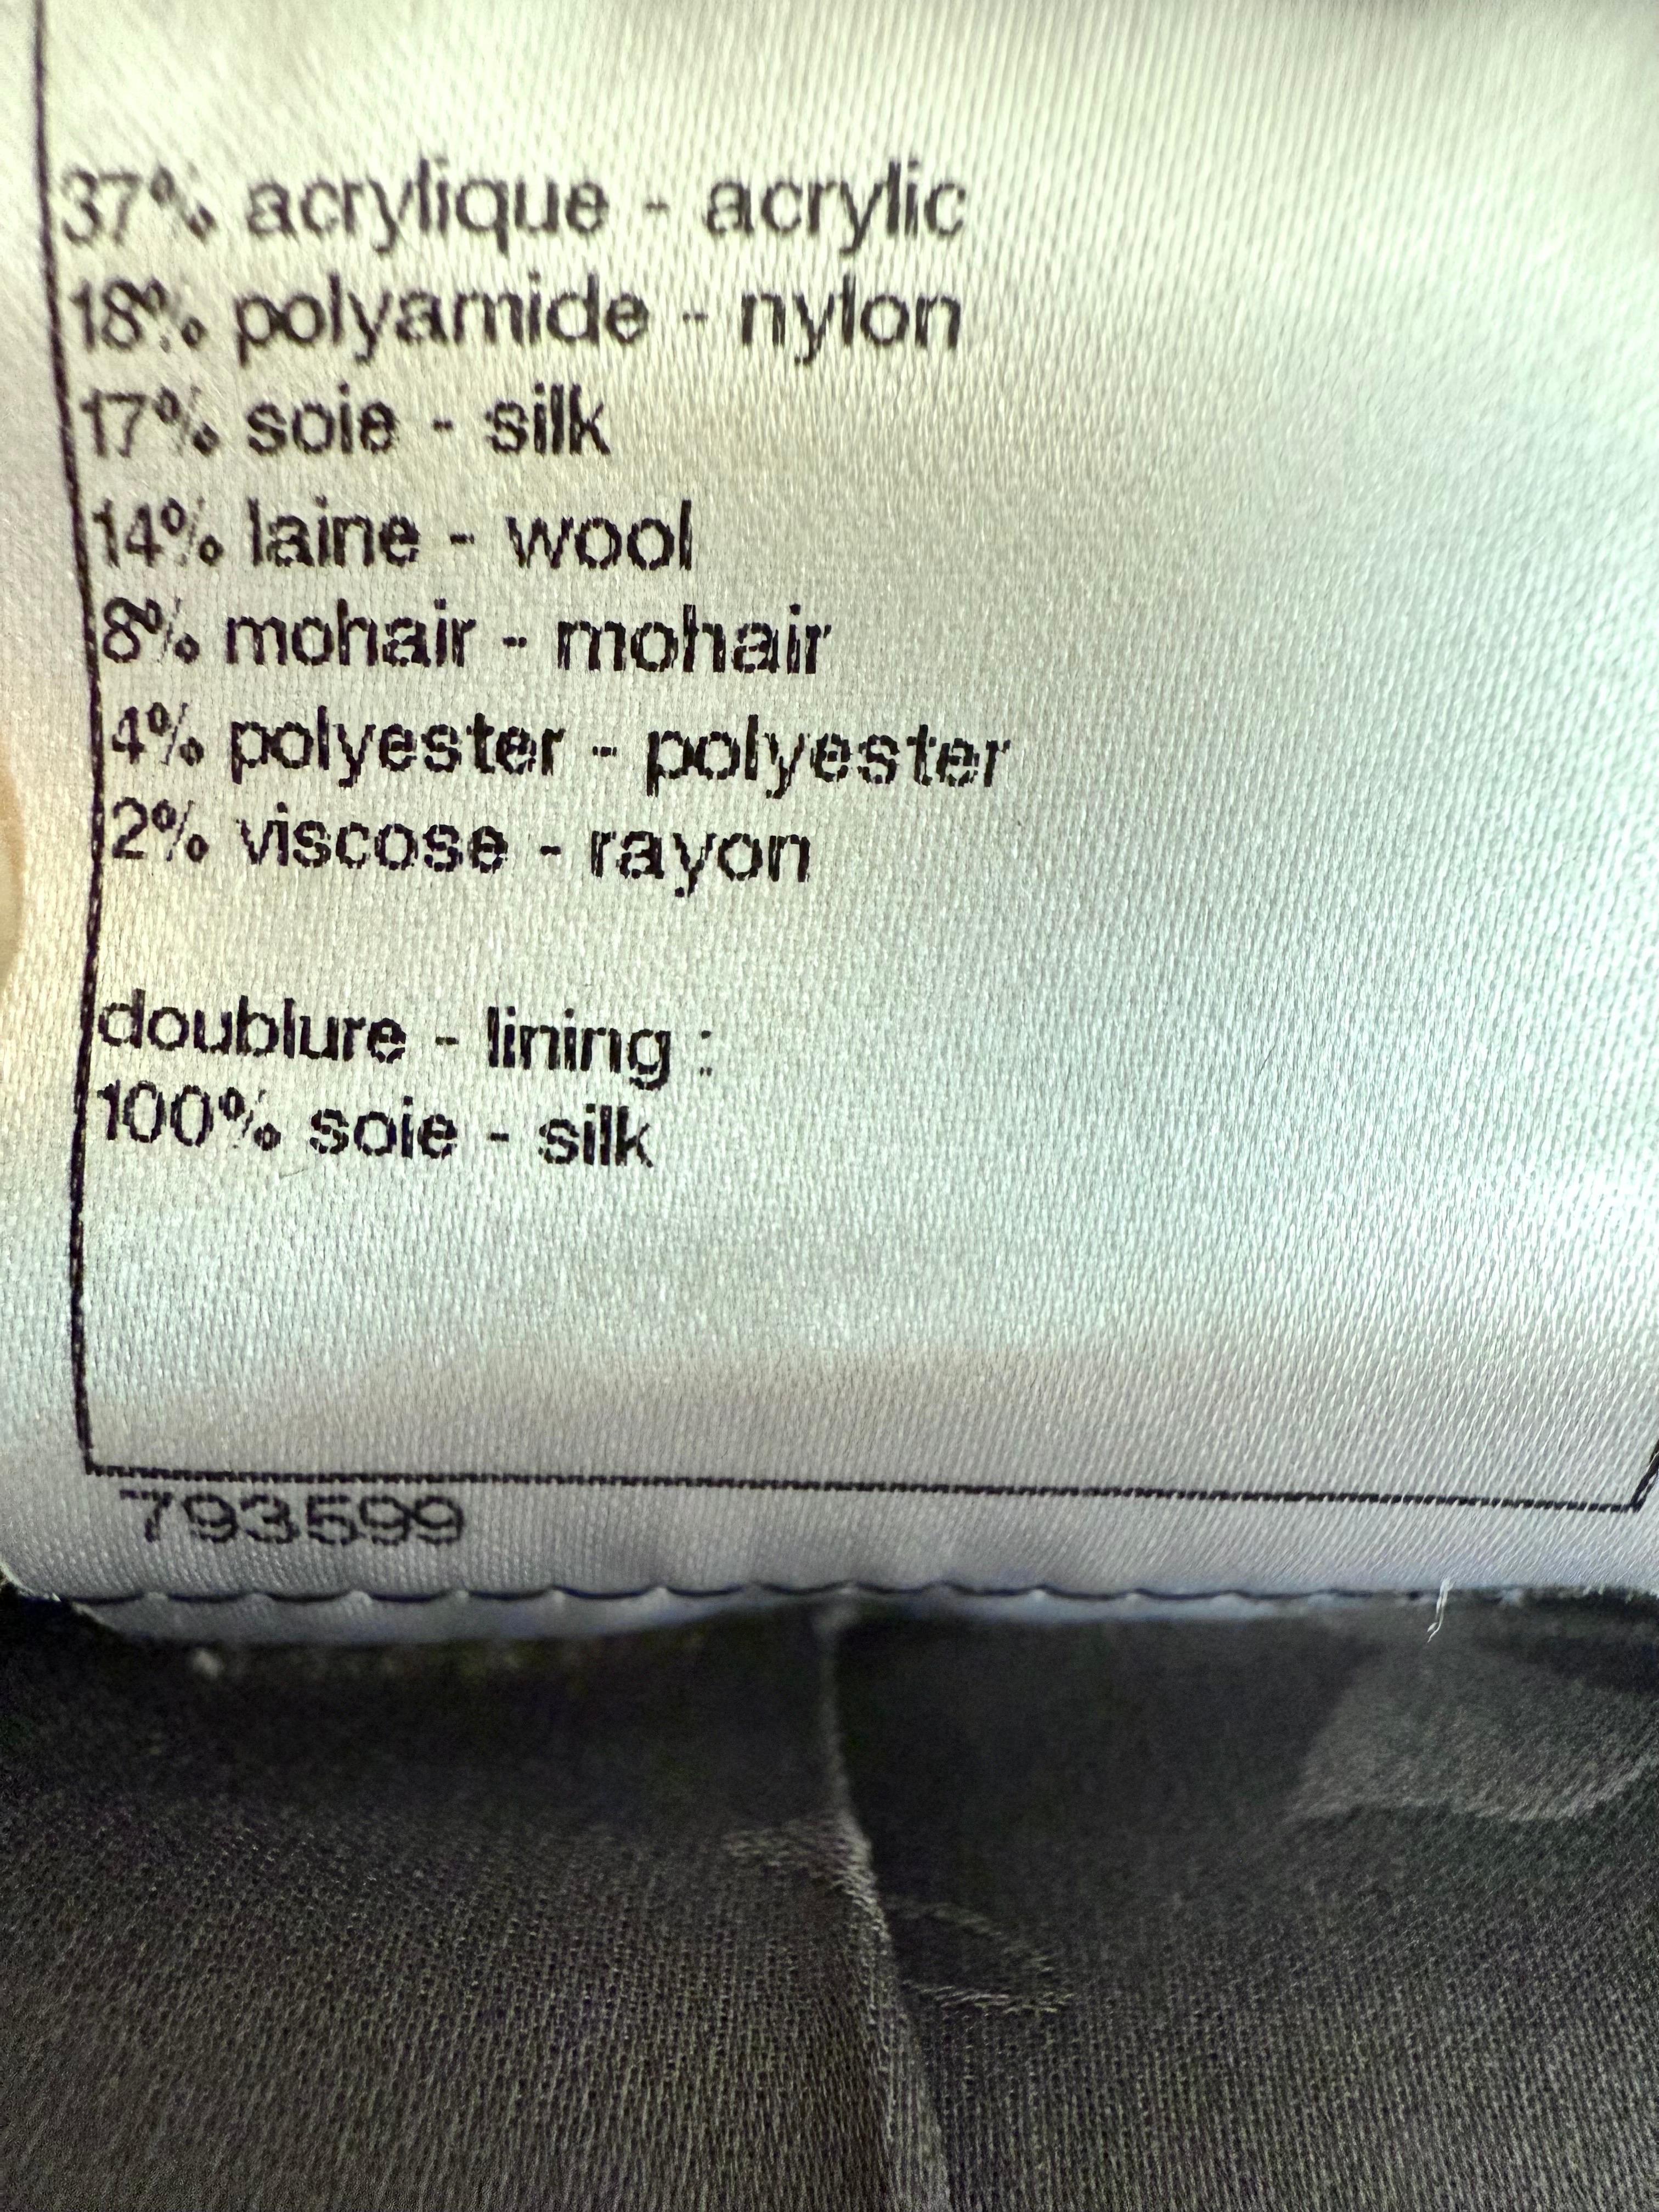 37% acrylique - acrylic
18% polyamide - nylon
17% soie - silk
14% laine - wool
8% mohair - mohair
4% polyester - polyester
2% viscose - rayon
doublure - lining :
100% soie - silk
793599